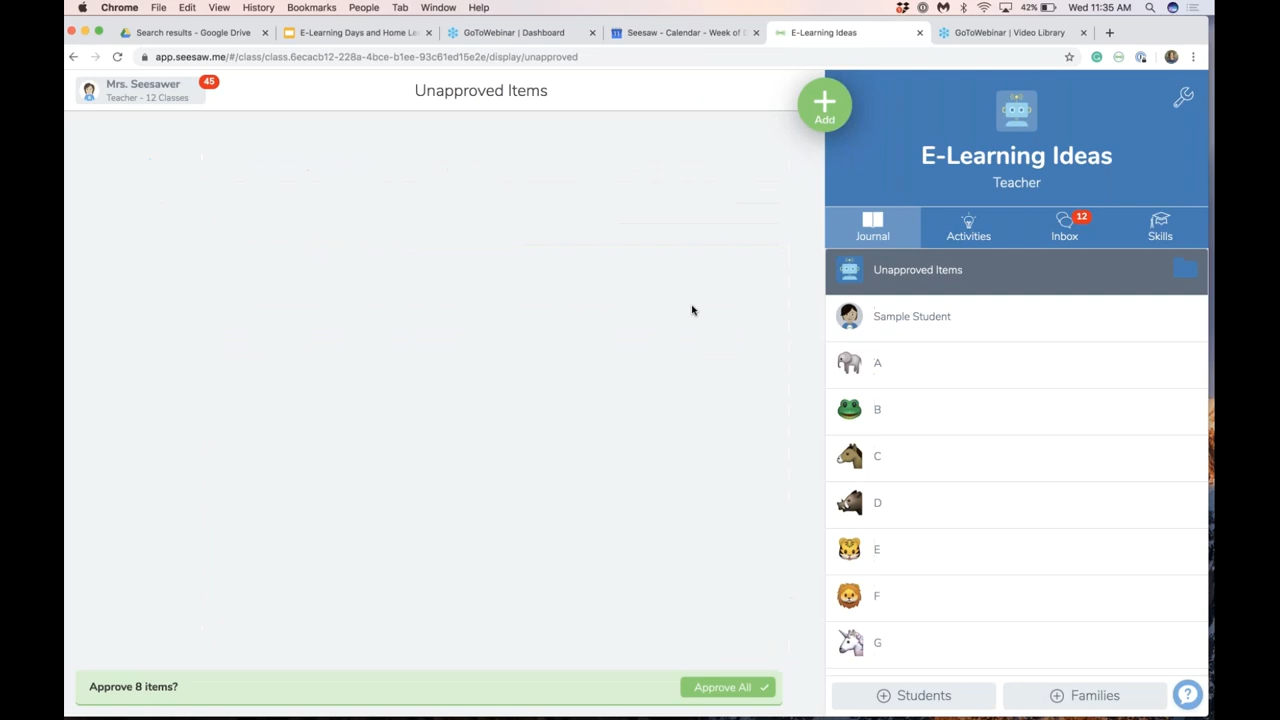 Chrome File Edit View History Bookmarks People Tab Window Help 42% Wed 11:35 AM
Search results - Google Drive E-Learning Days and Home Le GoToWebinar | Dashboard Seesaw - Calendar - Week of D E-Learning Ideas GoToWebinar | Video Library
app.seesaw.me/#/class/class.6ecacb12-228a-4bce-b1ee-93c61ed15e2e/display/unapproved
Mrs. Seesawer 45
Teacher - 12 Classes
Unapproved Items
Add
E-Learning Ideas
Teacher
12
Journal Activities Inbox Skills
Unapproved Items
Sample Student
A
B
C
D
E
F
G
Approve 8 items? Approve All
Students Families ?